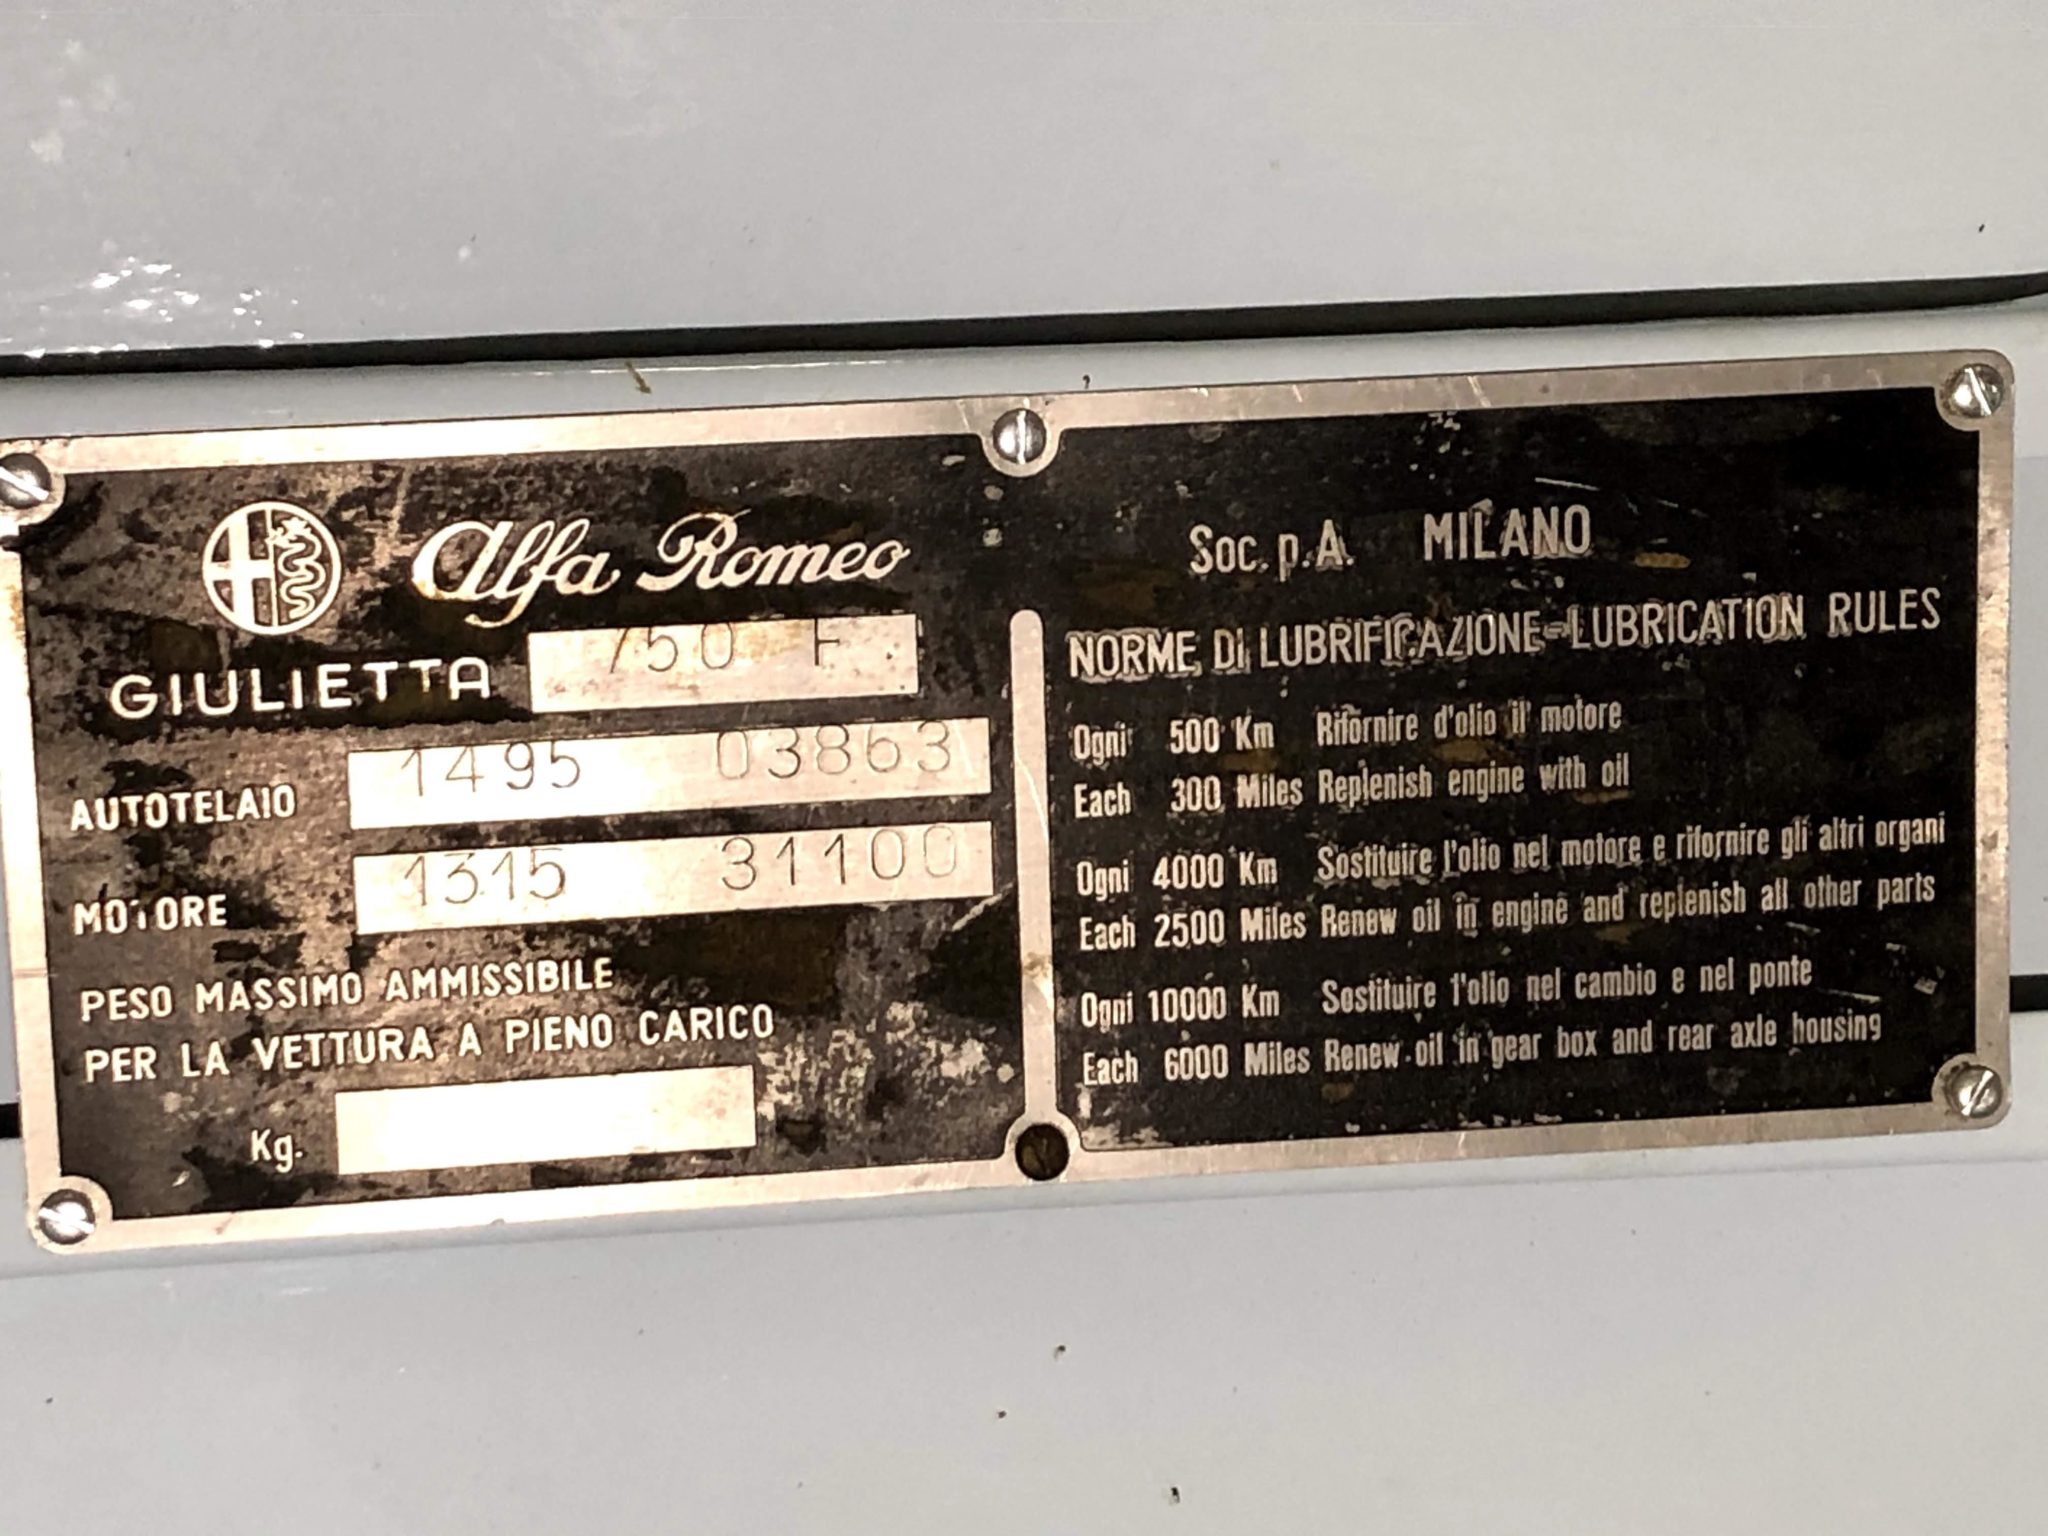 Alfa Romeo
GIULIETTA 750 F
AUTOTELAIO 1495 03863
MOTORE 1315 31100
PESO MASSIMO AMMISSIBILE
PER LA VETTURA A PIENO CARICO
Kg.
Soc. p. A. MILANO
NORME DI LUBRIFICAZIONE-LUBRICATION RULES
Ogni 500 Km Rifornire d'olio il motore
Each 300 Miles Replenish engine with oil
Ogni 4000 Km Sostituire l'olio nel motore e rifornire gli altri organi
Each 2500 Miles Renew oil in engine and replenish all other parts
Ogni 10000 Km Sostituire l'olio nel cambio e nel ponte
Each 6000 Miles Renew oil in gear box and rear axle housing